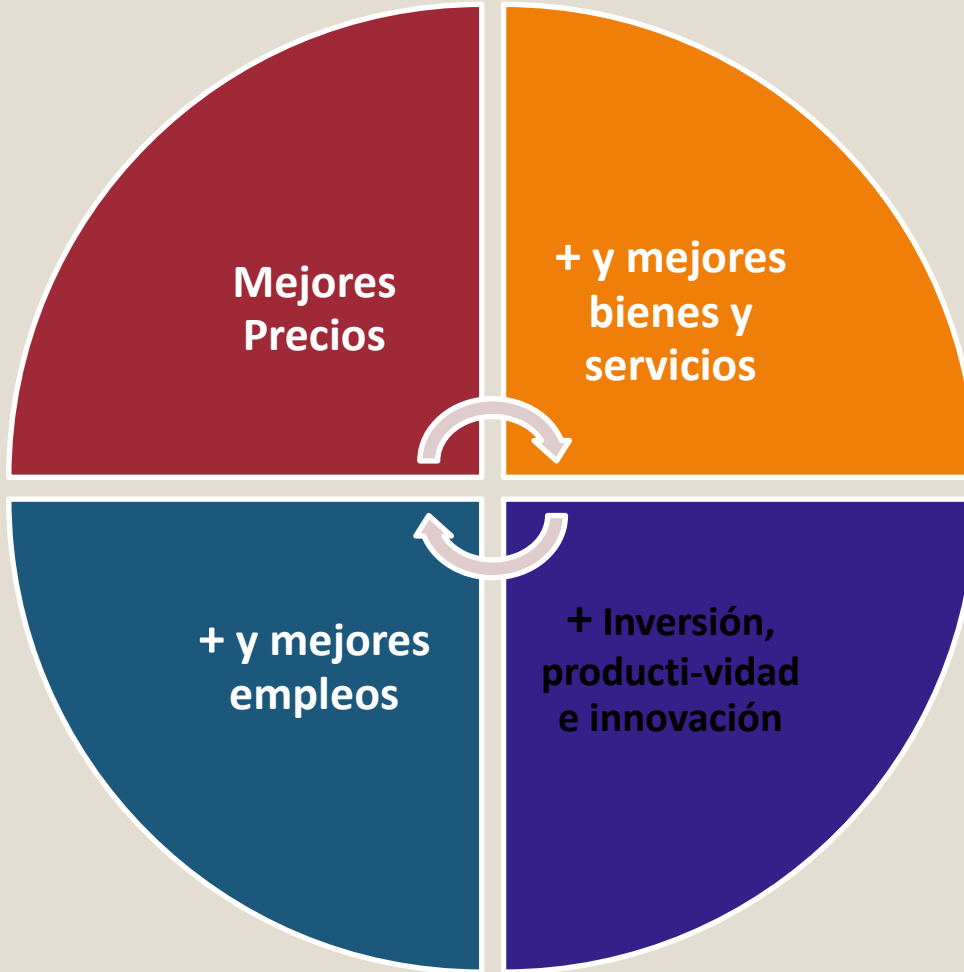 Mejores
Precios
+ y mejores
bienes y
servicios
+ y mejores
empleos
+ Inversión,
producti-vidad
e innovación